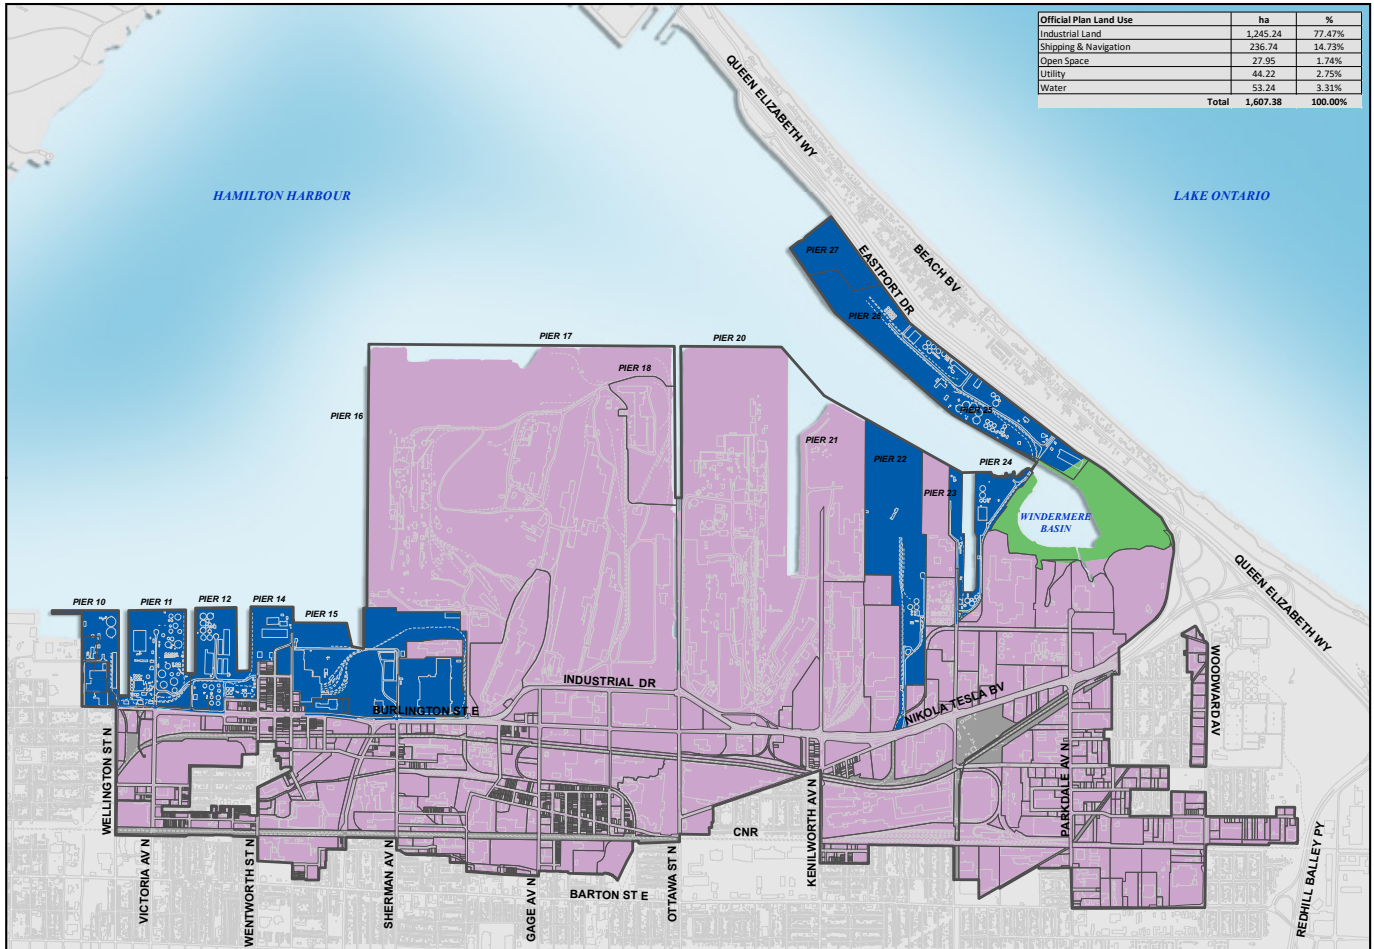 Official Plan Land Use ha %
Industrial Land 1,245.24 77.47%
Shipping & Navigation 236.74 14.73%
Open Space 27.95 1.74%
Utility 44.22 2.75%
Water 53.24 3.31%
Total 1,607.38 100.00%
QUEEN ELIZABETH WY
HAMILTON HARBOUR
LAKE ONTARIO
PIER 27
EASTPORT DR
BEACH BV
PIER 26
PIER 17
PIER 20
PIER 18
PIER 16
PIER 25
PIER 21
PIER 22
PIER 24
PIER 23
WINDERMERE
BASIN
QUEEN ELIZABETH WY
PIER 10
PIER 11
PIER 12
PIER 14
PIER 15
INDUSTRIAL DR
BURLINGTON ST E
NIKOLA TESLA BV
WOODWARD AV
WELLINGTON ST N
PARKDALE AV N
CNR
KENILWORTH AV N
VICTORIA AV N
WENTWORTH ST N
SHERMAN AV N
GAGE AV N
BARTON ST E
OTTAWA ST N
REDHILL BALLEY PY